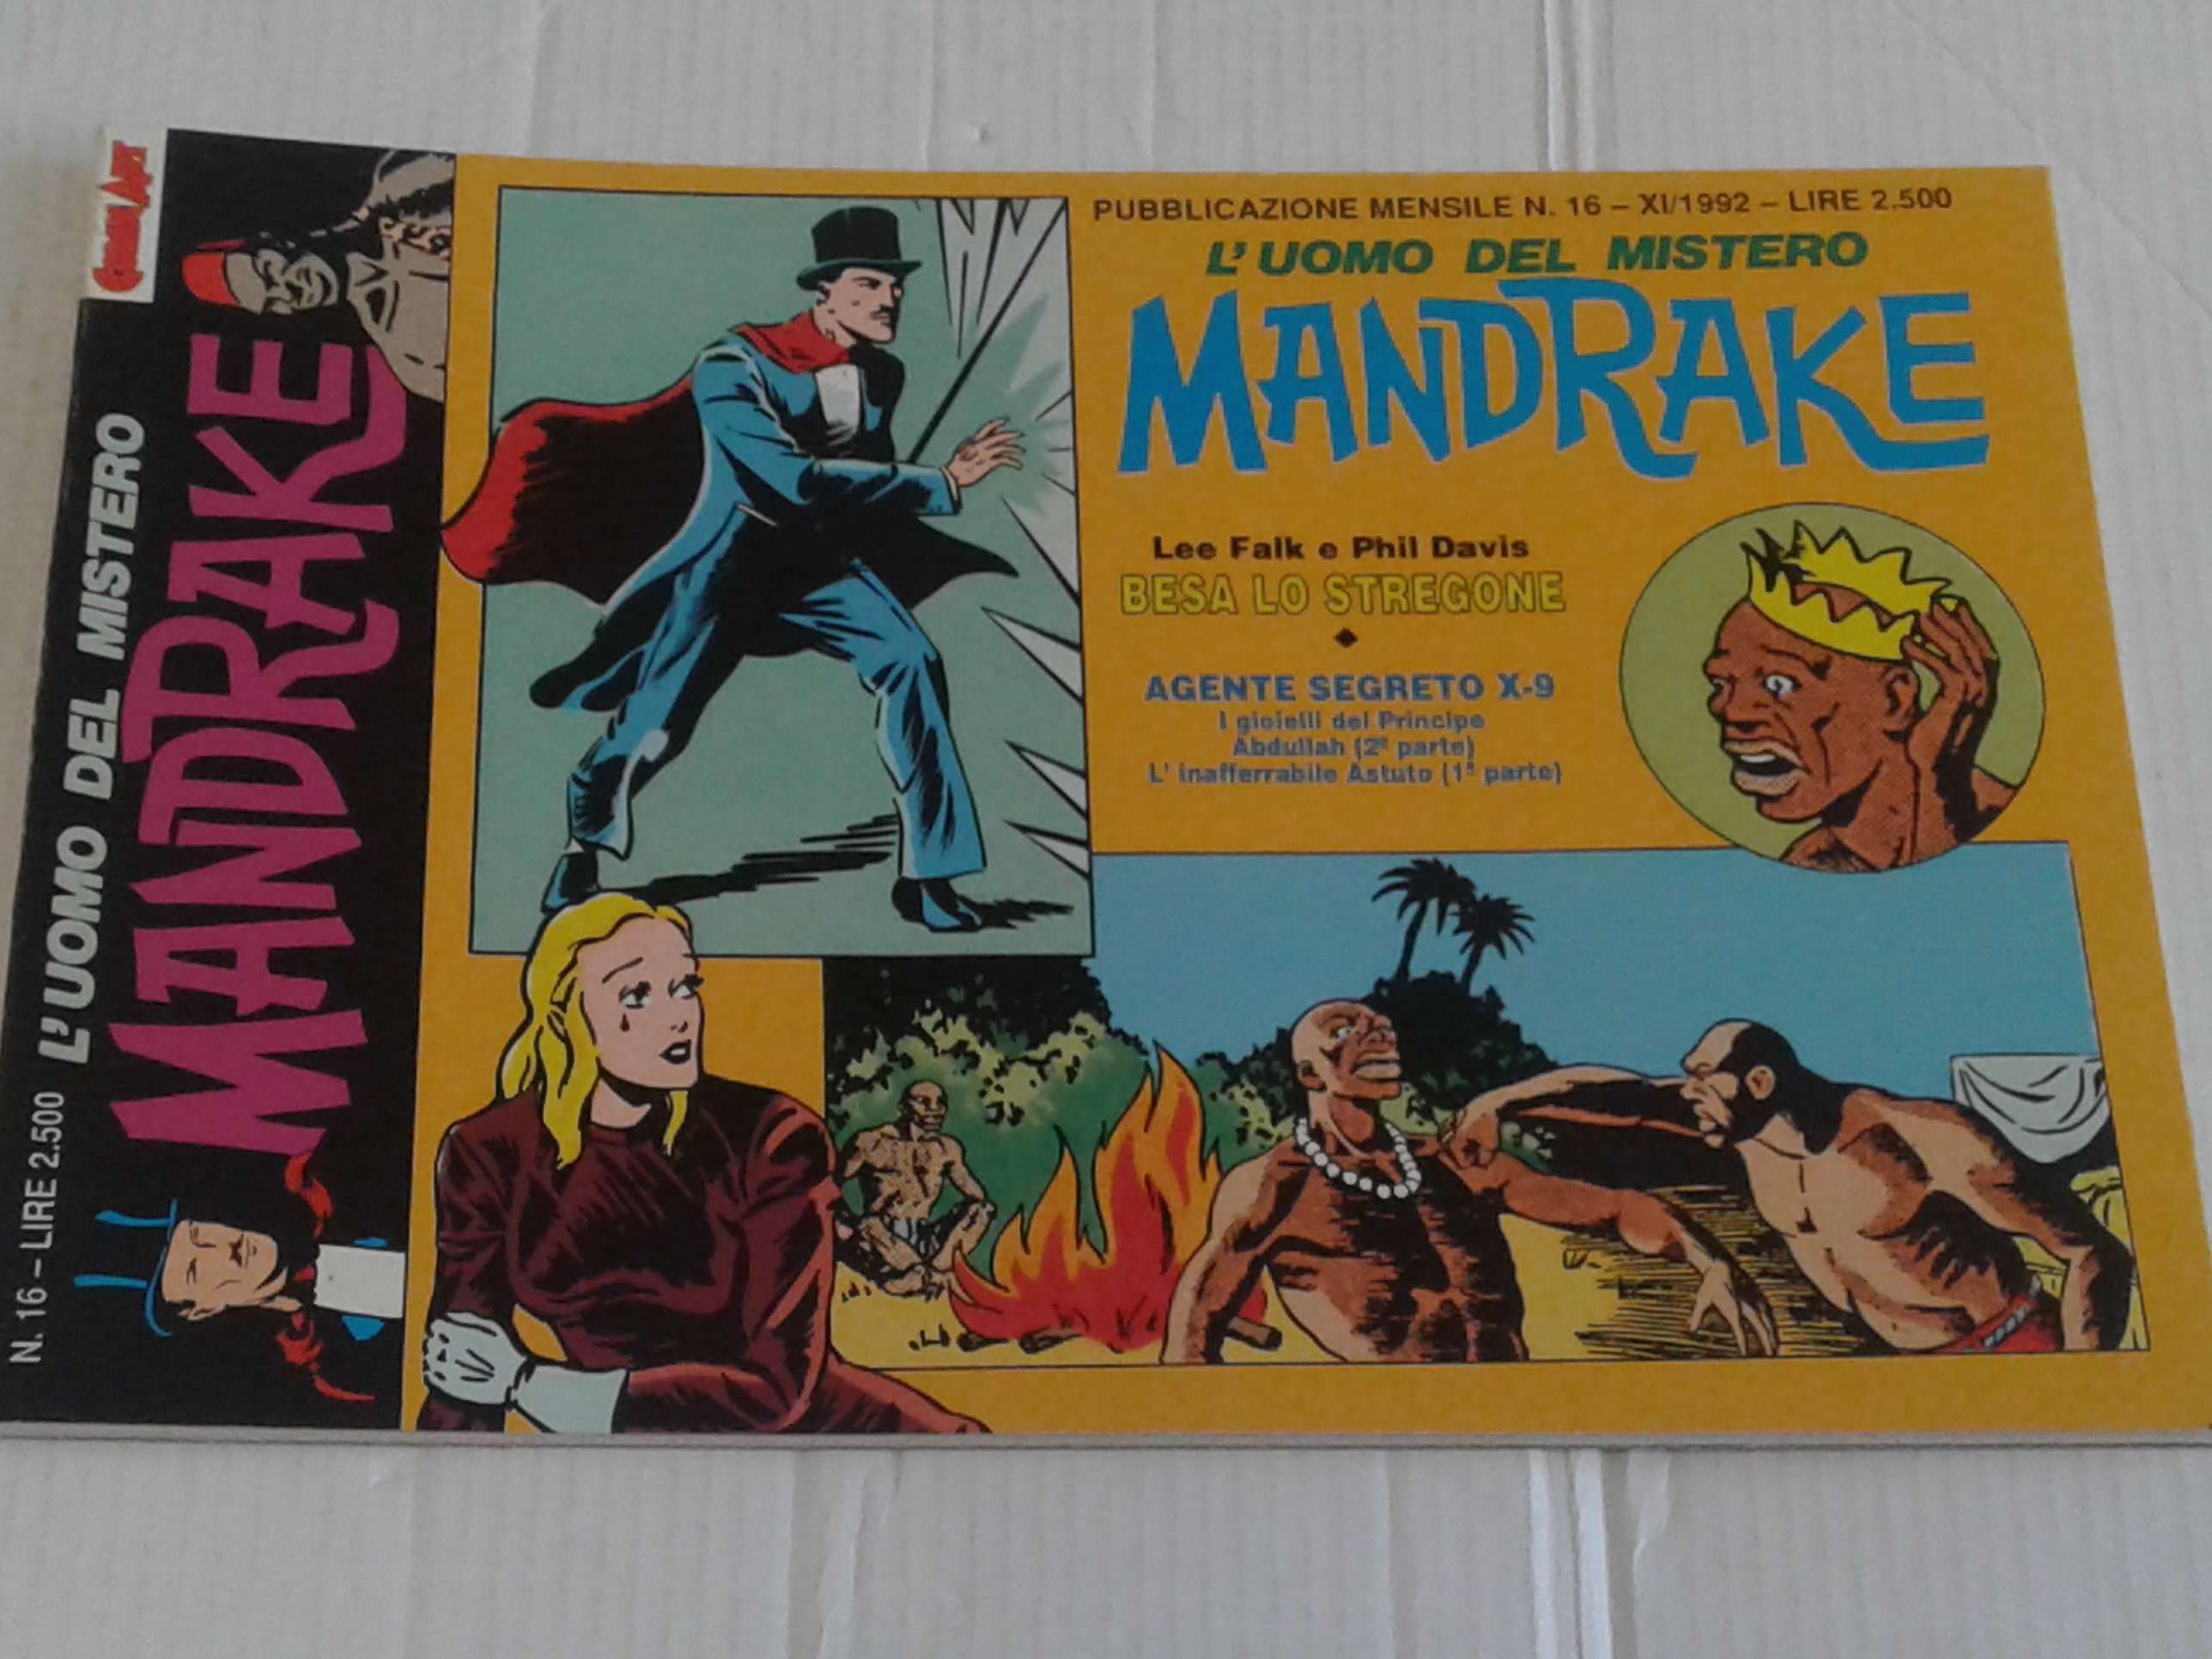 COMIC ART
N. 16 – LIRE 2.500 L'UOMO DEL MISTERO
MANDRAKE
PUBBLICAZIONE MENSILE N. 16 – XI/1992 – LIRE 2.500
L'UOMO DEL MISTERO
MANDRAKE
Lee Falk e Phil Davis
BESA LO STREGONE
AGENTE SEGRETO X-9
I gioielli del Principe
Abdullah (2ª parte)
L' inafferrabile Astuto (1ª parte)